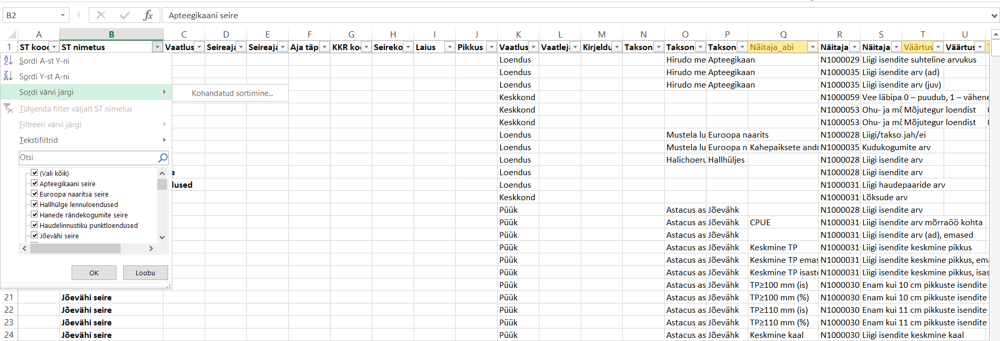 B2 fx Apteegikaani seire
A B C D E F G H I J K L M N O P Q R S T U
1 ST kood ST nimetus Vaatlus Seireaja Seireaja Aja täp KKR ko Seireko Laius Pikkus Vaatlus Vaatleja Kirjeldu Takson Takson Takson Näitaja_abi Näitaja Näitaja Väärtus Väärtus
Sordi A-st Y-ni
Sordi Y-st A-ni
Sordi värvi järgi
Kohandatud sortimine...
Tühjenda filter väljalt ST nimetus
Filtreeri värvi järgi
Tekstifiltrid
Otsi
(Vali kõik)
Apteegikaani seire
Euroopa naaritsa seire
Hallhülge lennuloendused
Hanede rändekogumite seire
Haudelinnustiku punktloendused
Jõevähi seire
OK Loobu
Loendus Hirudo me Apteegikaan N1000029 Liigi isendite suhteline arvukus
Loendus Hirudo me Apteegikaan N1000035 Liigi isendite arv (ad)
Loendus Hirudo me Apteegikaan N1000035 Liigi isendite arv (juv)
Keskkond N1000059 Vee läbipa 0 – puudub, 1 – vähene
Keskkond N1000053 Ohu- ja mõ Mõjutegur loendist
Keskkond N1000053 Ohu- ja mõ Mõjutegur loendist
Loendus Mustela lu Euroopa naarits N1000028 Liigi/takso jah/ei
Loendus Mustela lu Euroopa n Kahepaiksete andr N1000035 Kudukogumite arv
Loendus Halichoeru Hallhüljes N1000028 Liigi isendite arv
e Loendus N1000028 Liigi isendite arv
lused Loendus N1000031 Liigi haudepaaride arv
Keskkond N1000031 Lõksude arv
Püük Astacus as Jõevähk N1000028 Liigi isendite arv
Püük Astacus as Jõevähk CPUE N1000031 Liigi isendite arv mõrraöö kohta
Püük Astacus as Jõevähk N1000031 Liigi isendite arv (ad), emased
Püük Astacus as Jõevähk Keskmine TP N1000031 Liigi isendite keskmine pikkus
Püük Astacus as Jõevähk Keskmine TP emas N1000031 Liigi isendite keskmine pikkus, ema
Püük Astacus as Jõevähk Keskmine TP isaste N1000031 Liigi isendite keskmine pikkus, isas
Püük Astacus as Jõevähk TP≥100 mm (is) N1000030 Enam kui 10 cm pikkuste isendite
21 Jõevähi seire Püük Astacus as Jõevähk TP≥100 mm (%) N1000030 Enam kui 10 cm pikkuste isendite
22 Jõevähi seire Püük Astacus as Jõevähk TP≥110 mm (is) N1000030 Enam kui 11 cm pikkuste isendite
23 Jõevähi seire Püük Astacus as Jõevähk TP≥110 mm (%) N1000030 Enam kui 11 cm pikkuste isendite
24 Jõevähi seire Püük Astacus as Jõevähk Keskmine kaal N1000030 Liigi isendite keskmine kaal